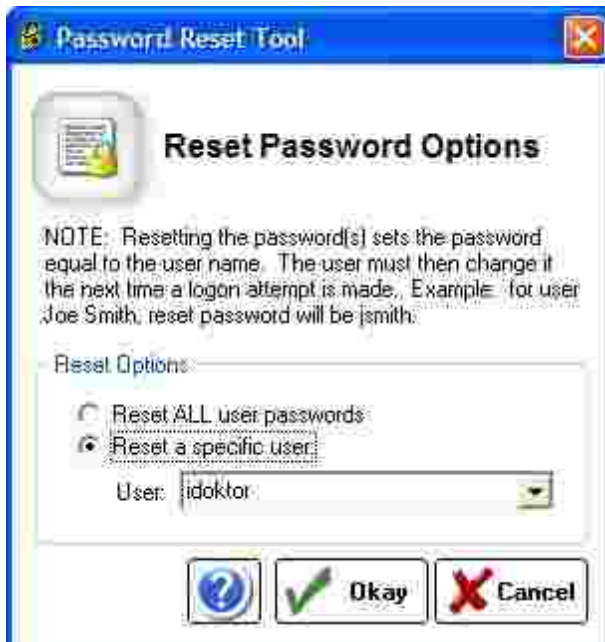 Password Reset Tool
Reset Password Options
NOTE: Resetting the password(s) sets the password
equal to the user name. The user must then change it
the next time a logon attempt is made. Example: for user
Joe Smith, reset password will be jsmith.
Reset Options
Reset ALL user passwords
Reset a specific user
User: idoktor
Okay
Cancel